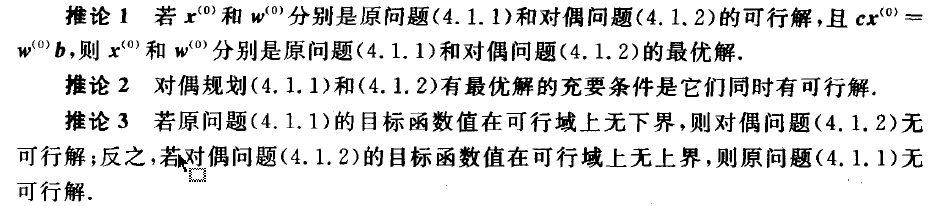 推论 1 若 x⁽⁰⁾ 和 w⁽⁰⁾ 分别是原问题(4.1.1)和对偶问题(4.1.2)的可行解,且 cx⁽⁰⁾ =
w⁽⁰⁾b,则 x⁽⁰⁾ 和 w⁽⁰⁾ 分别是原问题(4.1.1)和对偶问题(4.1.2)的最优解.
推论 2 对偶规划(4.1.1)和(4.1.2)有最优解的充要条件是它们同时有可行解.
推论 3 若原问题(4.1.1)的目标函数值在可行域上无下界,则对偶问题(4.1.2)无
可行解;反之,若对偶问题(4.1.2)的目标函数值在可行域上无上界,则原问题(4.1.1)无
可行解.